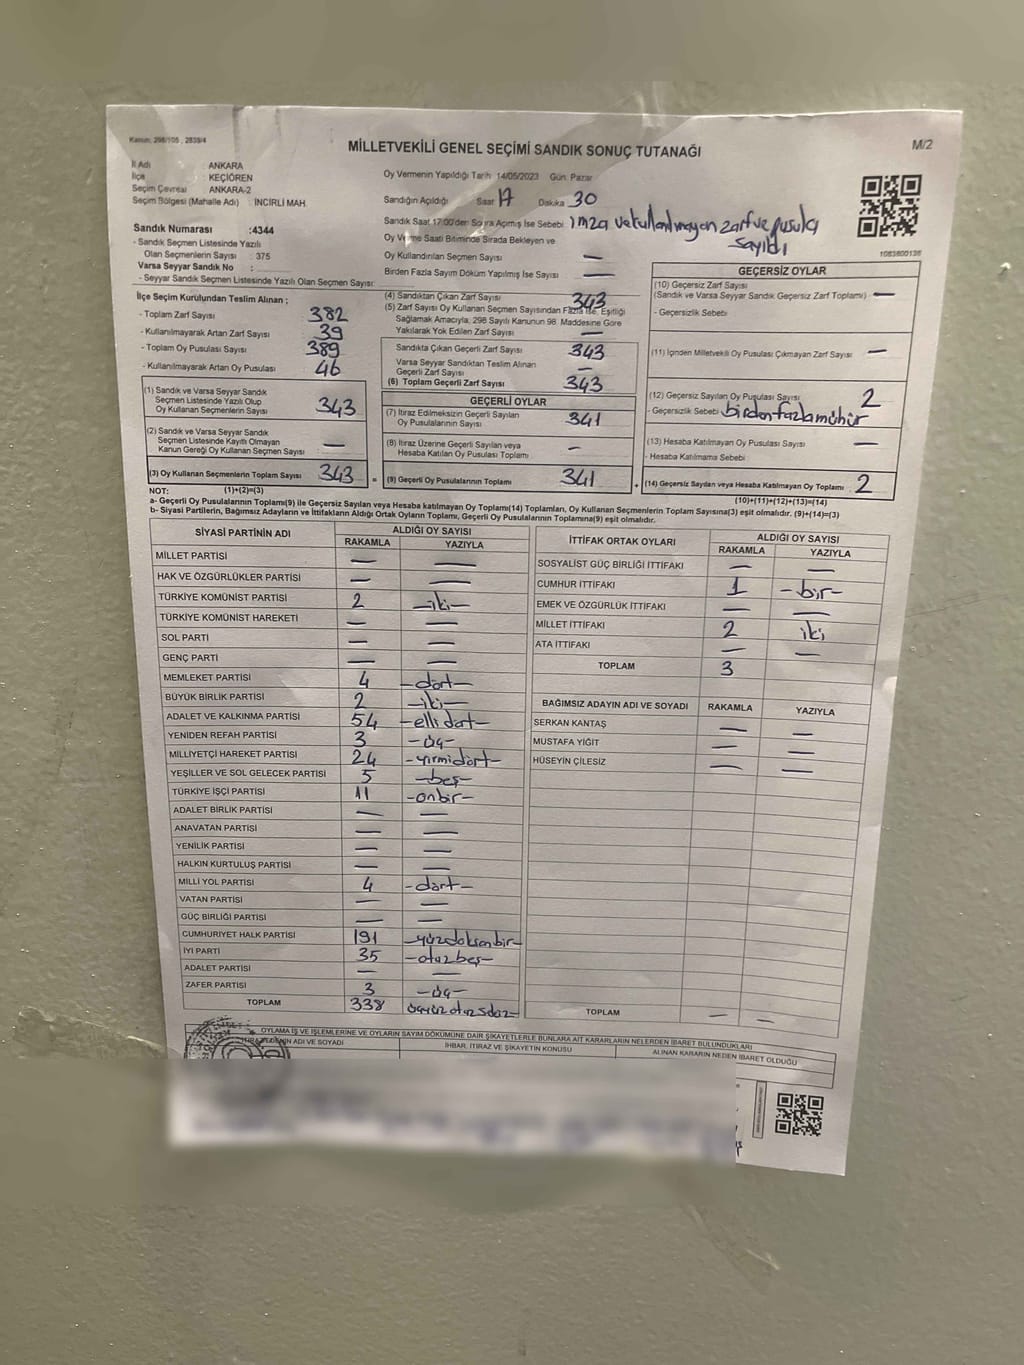 Kanun: 298/105 , 2839/4
MİLLETVEKİLİ GENEL SEÇİMİ SANDIK SONUÇ TUTANAĞI
M/2
İl Adı : ANKARA
İlçe : KEÇİÖREN
Seçim Çevresi : ANKARA-2
Seçim Bölgesi (Mahalle Adı) : İNCİRLİ MAH.
Sandık Numarası :4344
- Sandık Seçmen Listesinde Yazılı
Olan Seçmenlerin Sayısı : 375
Varsa Seyyar Sandık No :
- Seyyar Sandık Seçmen Listesinde Yazılı Olan Seçmen Sayısı:
Oy Vermenin Yapıldığı Tarih: 14/05/2023 Gün: Pazar
Sandığın Açıldığı Saat 17 Dakika 30
Sandık Saat 17:00'den Sonra Açılmış İse Sebebi imza ve kullanılmayan zarf ve pusula
sayıldı
Oy Verme Saati Bitiminde Sırada Bekleyen ve
Oy Kullandırılan Seçmen Sayısı —
Birden Fazla Sayım Döküm Yapılmış İse Sayısı —
1083600136
İlçe Seçim Kurulundan Teslim Alınan ;
- Toplam Zarf Sayısı 382
- Kullanılmayarak Artan Zarf Sayısı 39
- Toplam Oy Pusulası Sayısı 389
- Kullanılmayarak Artan Oy Pusulası 46
(1) Sandık ve Varsa Seyyar Sandık
Seçmen Listesinde Yazılı Olup
Oy Kullanan Seçmenlerin Sayısı 343
(2) Sandık ve Varsa Seyyar Sandık
Seçmen Listesinde Kayıtlı Olmayan
Kanun Gereği Oy Kullanan Seçmen Sayısı : —
(3) Oy Kullanan Seçmenlerin Toplam Sayısı 343
(4) Sandıktan Çıkan Zarf Sayısı 343
(5) Zarf Sayısı Oy Kullanan Seçmen Sayısından Fazla İse, Eşitliği
Sağlamak Amacıyla, 298 Sayılı Kanunun 98. Maddesine Göre
Yakılarak Yok Edilen Zarf Sayısı —
Sandıkta Çıkan Geçerli Zarf Sayısı 343
Varsa Seyyar Sandıktan Teslim Alınan
Geçerli Zarf Sayısı —
(6) Toplam Geçerli Zarf Sayısı 343
GEÇERLİ OYLAR
(7) İtiraz Edilmeksizin Geçerli Sayılan
Oy Pusulalarının Sayısı 341
(8) İtiraz Üzerine Geçerli Sayılan veya
Hesaba Katılan Oy Pusulası Toplamı —
= (9) Geçerli Oy Pusulalarının Toplamı 341
GEÇERSİZ OYLAR
(10) Geçersiz Zarf Sayısı
(Sandık ve Varsa Seyyar Sandık Geçersiz Zarf Toplamı) —
- Geçersizlik Sebebi
(11) İçinden Milletvekili Oy Pusulası Çıkmayan Zarf Sayısı —
(12) Geçersiz Sayılan Oy Pusulası Sayısı 2
- Geçersizlik Sebebi birden fazla mühür
(13) Hesaba Katılmayan Oy Pusulası Sayısı —
- Hesaba Katılmama Sebebi
+ (14) Geçersiz Sayılan veya Hesaba Katılmayan Oy Toplamı 2
NOT: (1)+(2)=(3)
(10)+(11)+(12)+(13)=(14)
a- Geçerli Oy Pusulalarının Toplamı(9) ile Geçersiz Sayılan veya Hesaba katılmayan Oy Toplamı(14) Toplamları, Oy Kullanan Seçmenlerin Toplam Sayısına(3) eşit olmalıdır. (9)+(14)=(3)
b- Siyasi Partilerin, Bağımsız Adayların ve İttifakların Aldığı Ortak Oyların Toplamı, Geçerli Oy Pusulalarının Toplamına(9) eşit olmalıdır.
SİYASİ PARTİNİN ADI ALDIĞI OY SAYISI
RAKAMLA YAZIYLA
MİLLET PARTİSİ — —
HAK VE ÖZGÜRLÜKLER PARTİSİ — —
TÜRKİYE KOMÜNİST PARTİSİ 2 -iki-
TÜRKİYE KOMÜNİST HAREKETİ — —
SOL PARTİ — —
GENÇ PARTİ — —
MEMLEKET PARTİSİ 4 -dört-
BÜYÜK BİRLİK PARTİSİ 2 -iki-
ADALET VE KALKINMA PARTİSİ 54 -ellidört-
YENİDEN REFAH PARTİSİ 3 -üç-
MİLLİYETÇİ HAREKET PARTİSİ 24 -yirmidört-
YEŞİLLER VE SOL GELECEK PARTİSİ 5 -beş-
TÜRKİYE İŞÇİ PARTİSİ 11 -onbir-
ADALET BİRLİK PARTİSİ — —
ANAVATAN PARTİSİ — —
YENİLİK PARTİSİ — —
HALKIN KURTULUŞ PARTİSİ — —
MİLLİ YOL PARTİSİ 4 -dört-
VATAN PARTİSİ — —
GÜÇ BİRLİĞİ PARTİSİ — —
CUMHURİYET HALK PARTİSİ 191 -yüzdoksanbir-
İYİ PARTİ 35 -otuzbeş-
ADALET PARTİSİ — —
ZAFER PARTİSİ 3 -üç-
TOPLAM 338
İTTİFAK ORTAK OYLARI ALDIĞI OY SAYISI
RAKAMLA YAZIYLA
SOSYALİST GÜÇ BİRLİĞİ İTTİFAKI — —
CUMHUR İTTİFAKI 1 -bir-
EMEK VE ÖZGÜRLÜK İTTİFAKI — —
MİLLET İTTİFAKI 2 iki
ATA İTTİFAKI — —
TOPLAM 3
BAĞIMSIZ ADAYIN ADI VE SOYADI RAKAMLA YAZIYLA
SERKAN KANTAŞ — —
MUSTAFA YİĞİT — —
HÜSEYİN ÇİLESİZ — —
TOPLAM — —
OYLAMA İŞ VE İŞLEMLERİNE VE OYLARIN SAYIM DÖKÜMÜNE DAİR ŞİKAYETLERLE BUNLARA AİT KARARLARIN NELERDEN İBARET BULUNDUKLARI
ADI VE SOYADI İHBAR, İTİRAZ VE ŞİKAYETİN KONUSU ALINAN KARARIN NEDEN İBARET OLDUĞU